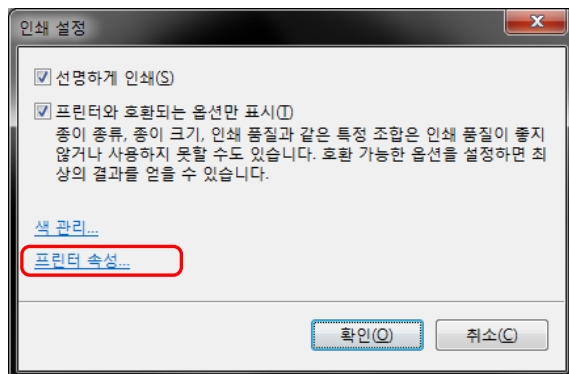 인쇄 설정
선명하게 인쇄(S)
프린터와 호환되는 옵션만 표시(T)
종이 종류, 종이 크기, 인쇄 품질과 같은 특정 조합은 인쇄 품질이 좋지
않거나 사용하지 못할 수도 있습니다. 호환 가능한 옵션을 설정하면 최
상의 결과를 얻을 수 있습니다.
색 관리...
프린터 속성...
확인(O) 취소(C)